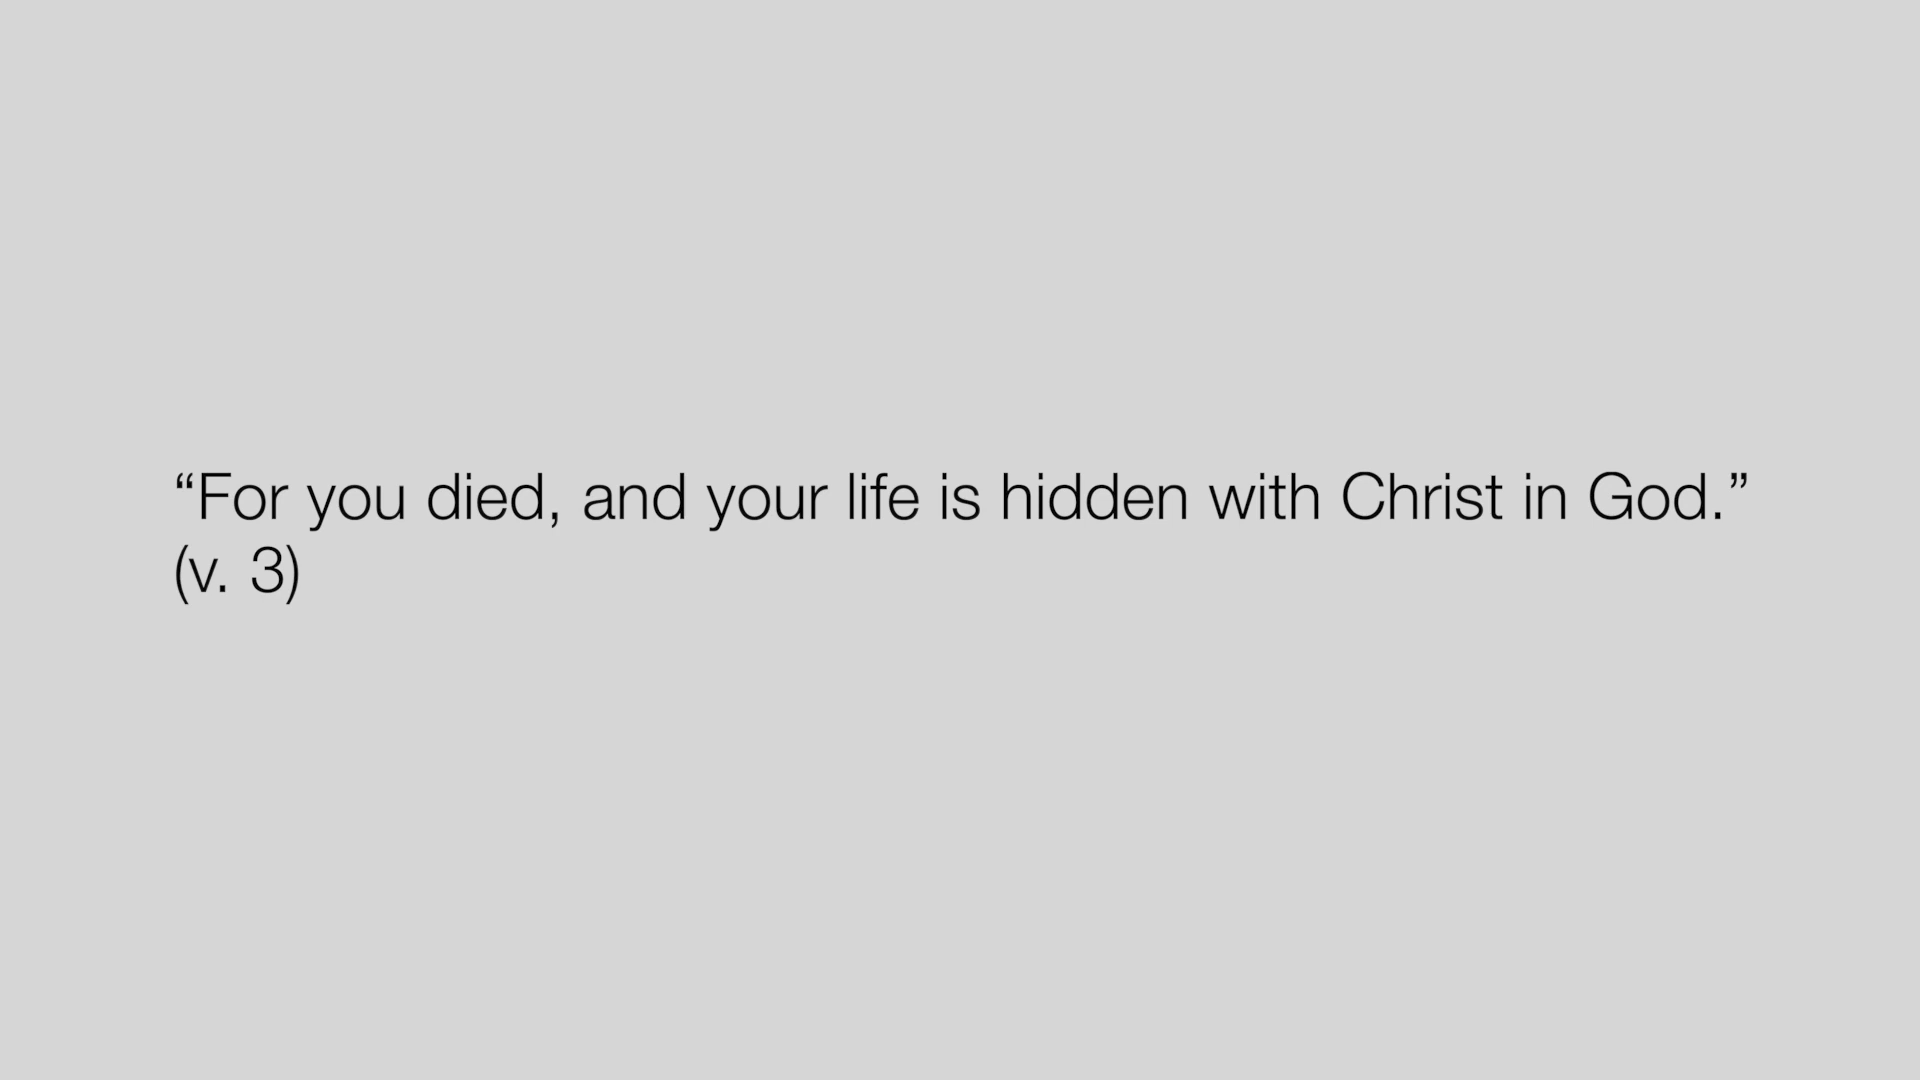 “For you died, and your life is hidden with Christ in God.”
(v. 3)